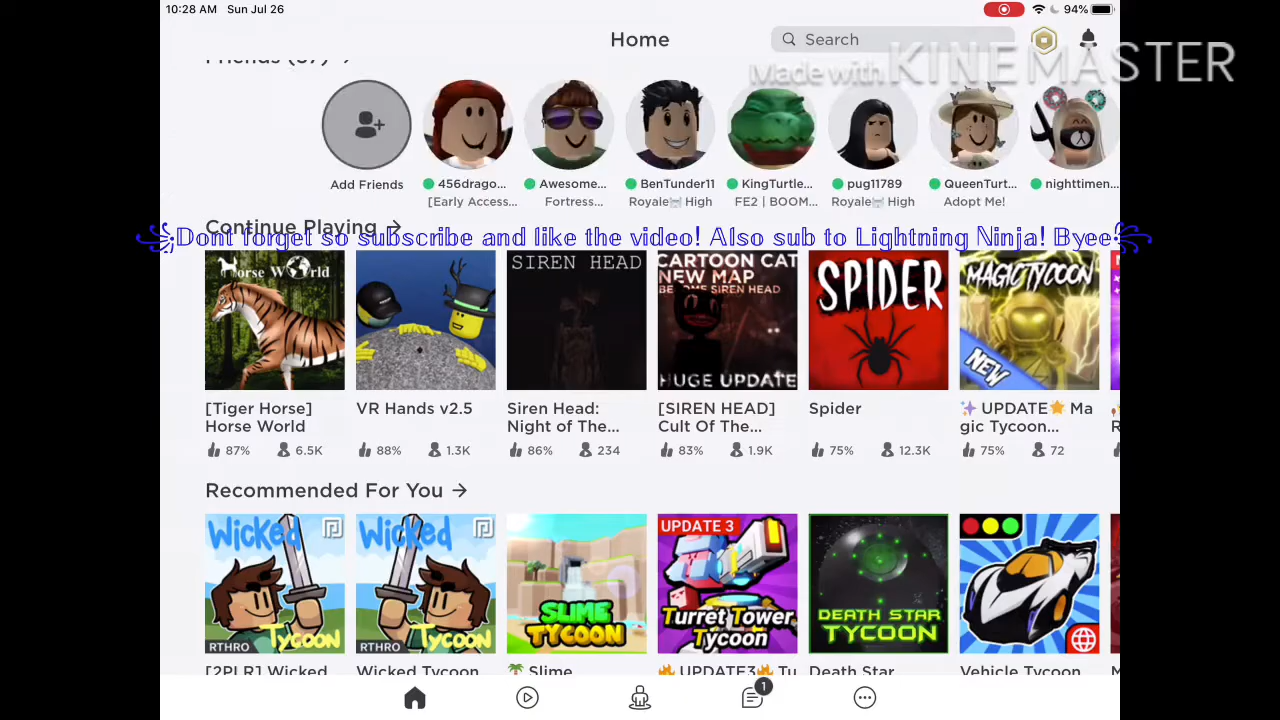 10:28 AM Sun Jul 26
94%
Home
Search
Made with KINEMASTER
Add Friends
456drago...
[Early Access...
Awesome...
Fortress...
BenTunder11
Royale High
KingTurtle...
FE2 | BOOM...
pug11789
Royale High
QueenTurt...
Adopt Me!
nighttimen...
Continue Playing →
꧁Dont forget so subscribe and like the video! Also sub to Lightning Ninja! Byee꧂
Horse World
SIREN HEAD
CARTOON CAT
NEW MAP
BECOME SIREN HEAD
HUGE UPDATE
SPIDER
MAGIC TYCOON
NEW
[Tiger Horse]
Horse World
VR Hands v2.5
Siren Head:
Night of The...
[SIREN HEAD]
Cult Of The...
Spider
✨ UPDATE⭐ Ma
gic Tycoon...
87% 6.5K
88% 1.3K
86% 234
83% 1.9K
75% 12.3K
75% 72
Recommended For You →
Wicked
TYCOON
RTHRO
Wicked
TYCOON
RTHRO
SLIME
TYCOON
UPDATE 3
Turret Tower
Tycoon
DEATH STAR
TYCOON
[2PLR] Wicked
Wicked Tycoon
🌴 Slime
🔥 UPDATE3🔥 Tu
Death Star
Vehicle Tycoon
1